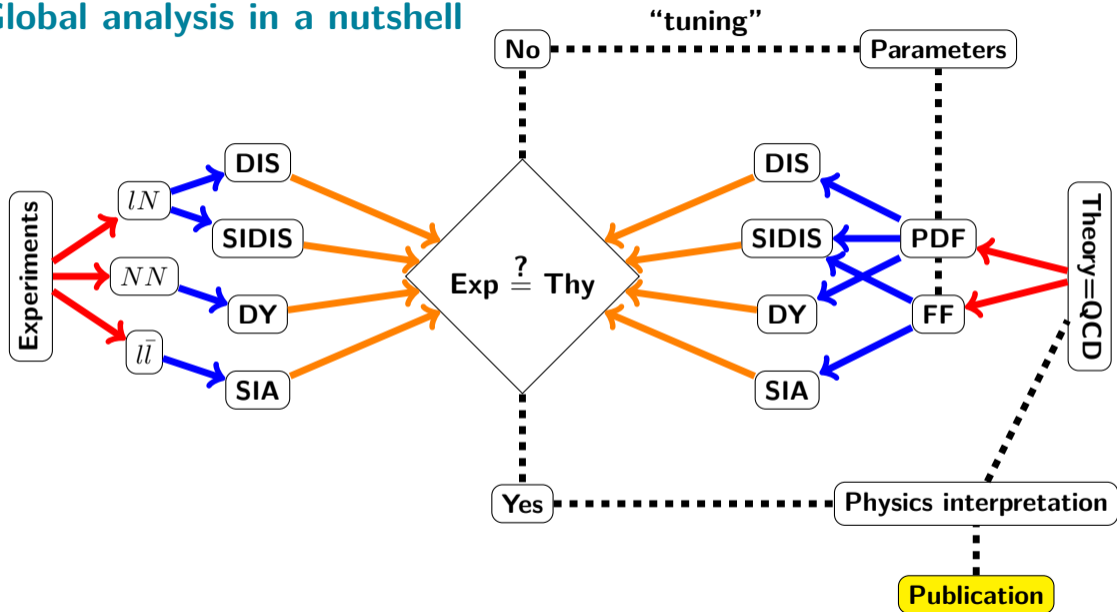 Global analysis in a nutshell
“tuning”
No
Parameters
DIS
DIS
lN
SIDIS
SIDIS
PDF
Experiments
NN
Exp ?= Thy
Theory=QCD
DY
DY
FF
l\bar{l}
SIA
SIA
Yes
Physics interpretation
Publication